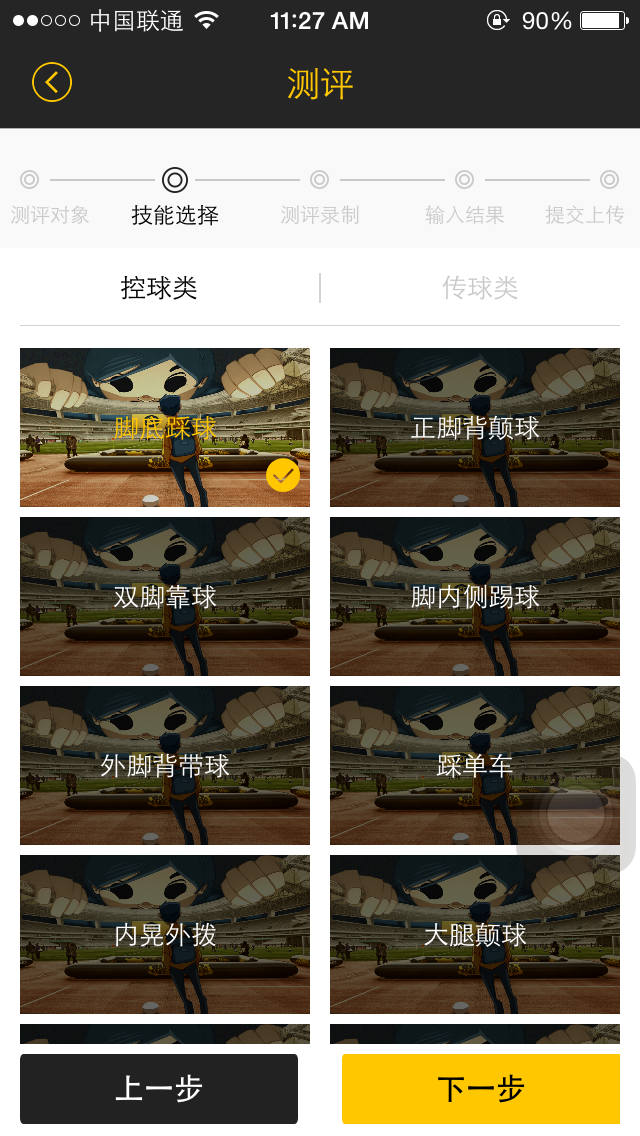 中国联通 11:27 AM 90%
测评
测评对象 技能选择 测评录制 输入结果 提交上传
控球类 传球类
脚底踩球 正脚背颠球
双脚靠球 脚内侧踢球
外脚背带球 踩单车
内晃外拨 大腿颠球
上一步 下一步